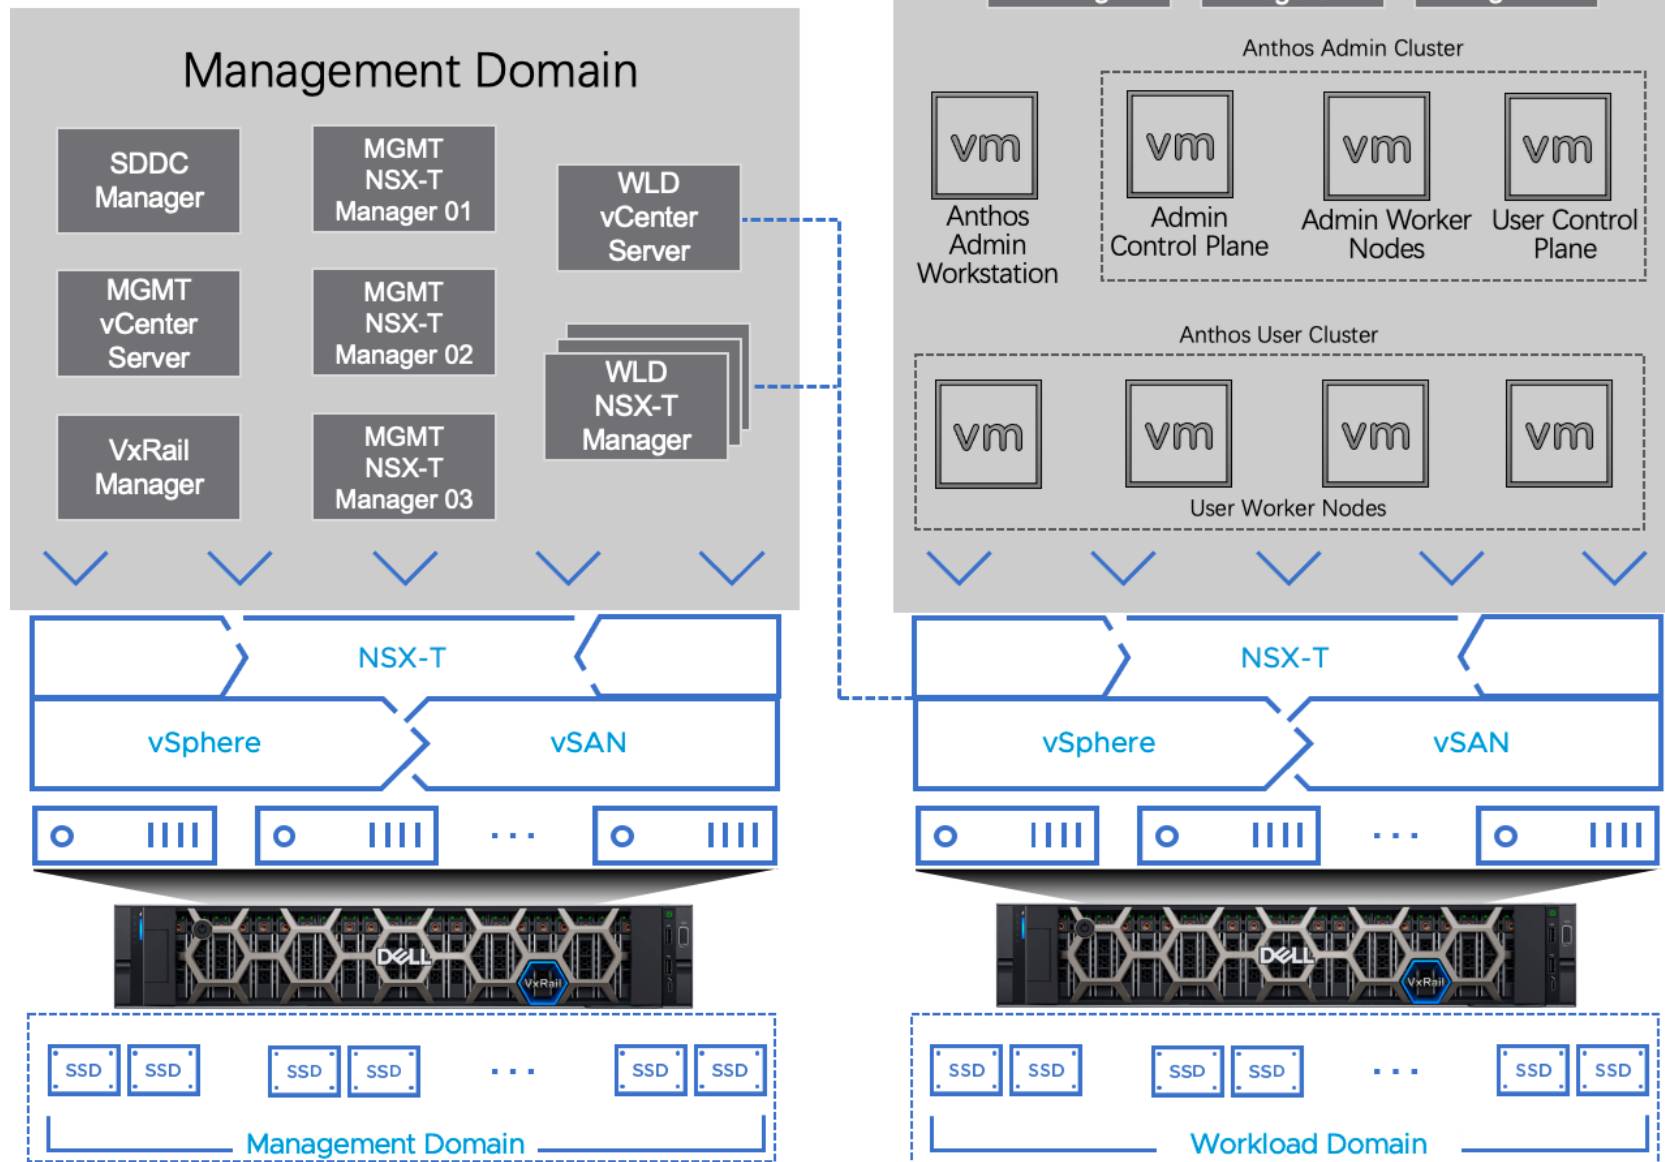 Management Domain
SDDC
Manager
MGMT
NSX-T
Manager 01
WLD
vCenter
Server
MGMT
vCenter
Server
MGMT
NSX-T
Manager 02
WLD
NSX-T
Manager
VxRail
Manager
MGMT
NSX-T
Manager 03
NSX-T
vSphere
vSAN
DELL
VxRail
SSD
SSD
SSD
SSD
...
SSD
SSD
Management Domain
Anthos Admin Cluster
vm
vm
vm
vm
Anthos
Admin
Workstation
Admin
Control Plane
Admin Worker
Nodes
User Control
Plane
Anthos User Cluster
vm
vm
vm
vm
User Worker Nodes
NSX-T
vSphere
vSAN
DELL
VxRail
SSD
SSD
SSD
SSD
...
SSD
SSD
Workload Domain